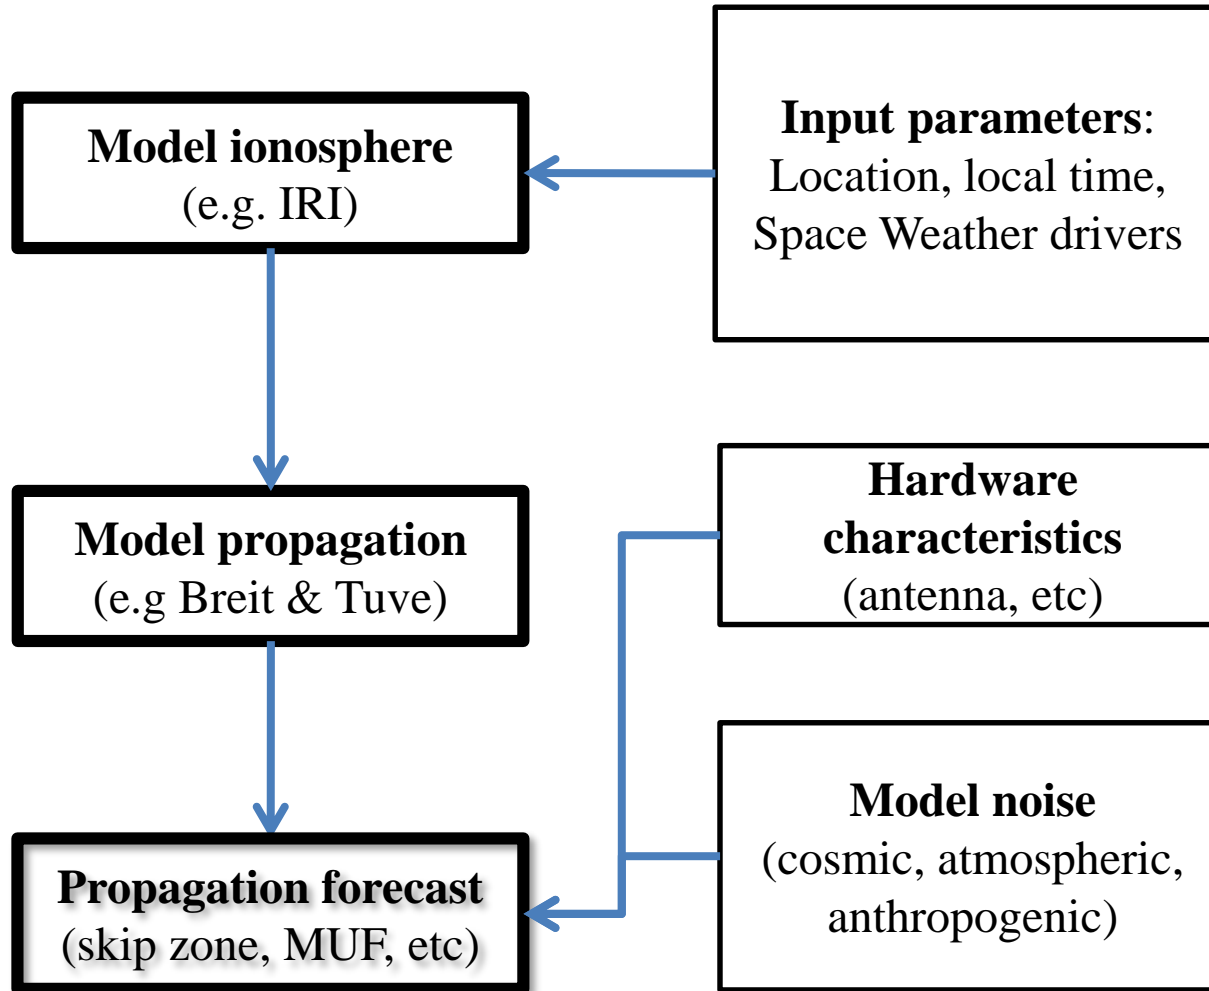 Model ionosphere
(e.g. IRI)
Input parameters:
Location, local time,
Space Weather drivers
Model propagation
(e.g Breit & Tuve)
Hardware
characteristics
(antenna, etc)
Propagation forecast
(skip zone, MUF, etc)
Model noise
(cosmic, atmospheric,
anthropogenic)